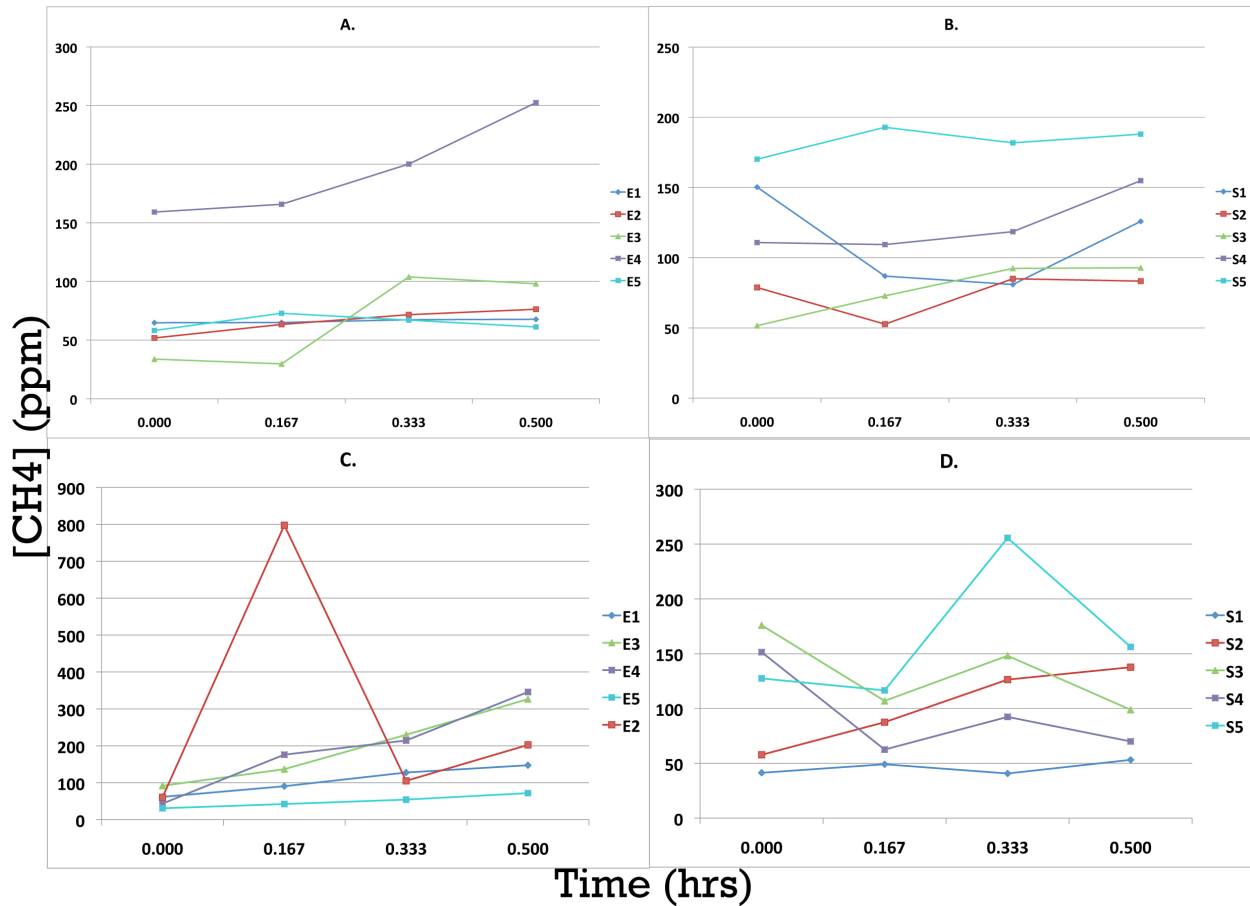 A.
300
250
200
150
100
50
0
0.000 0.167 0.333 0.500
E1
E2
E3
E4
E5
B.
250
200
150
100
50
0
0.000 0.167 0.333 0.500
S1
S2
S3
S4
S5
C.
900
800
700
600
500
400
300
200
100
0
0.000 0.167 0.333 0.500
E1
E3
E4
E5
E2
D.
300
250
200
150
100
50
0
0.000 0.167 0.333 0.500
S1
S2
S3
S4
S5
[CH4] (ppm)
Time (hrs)